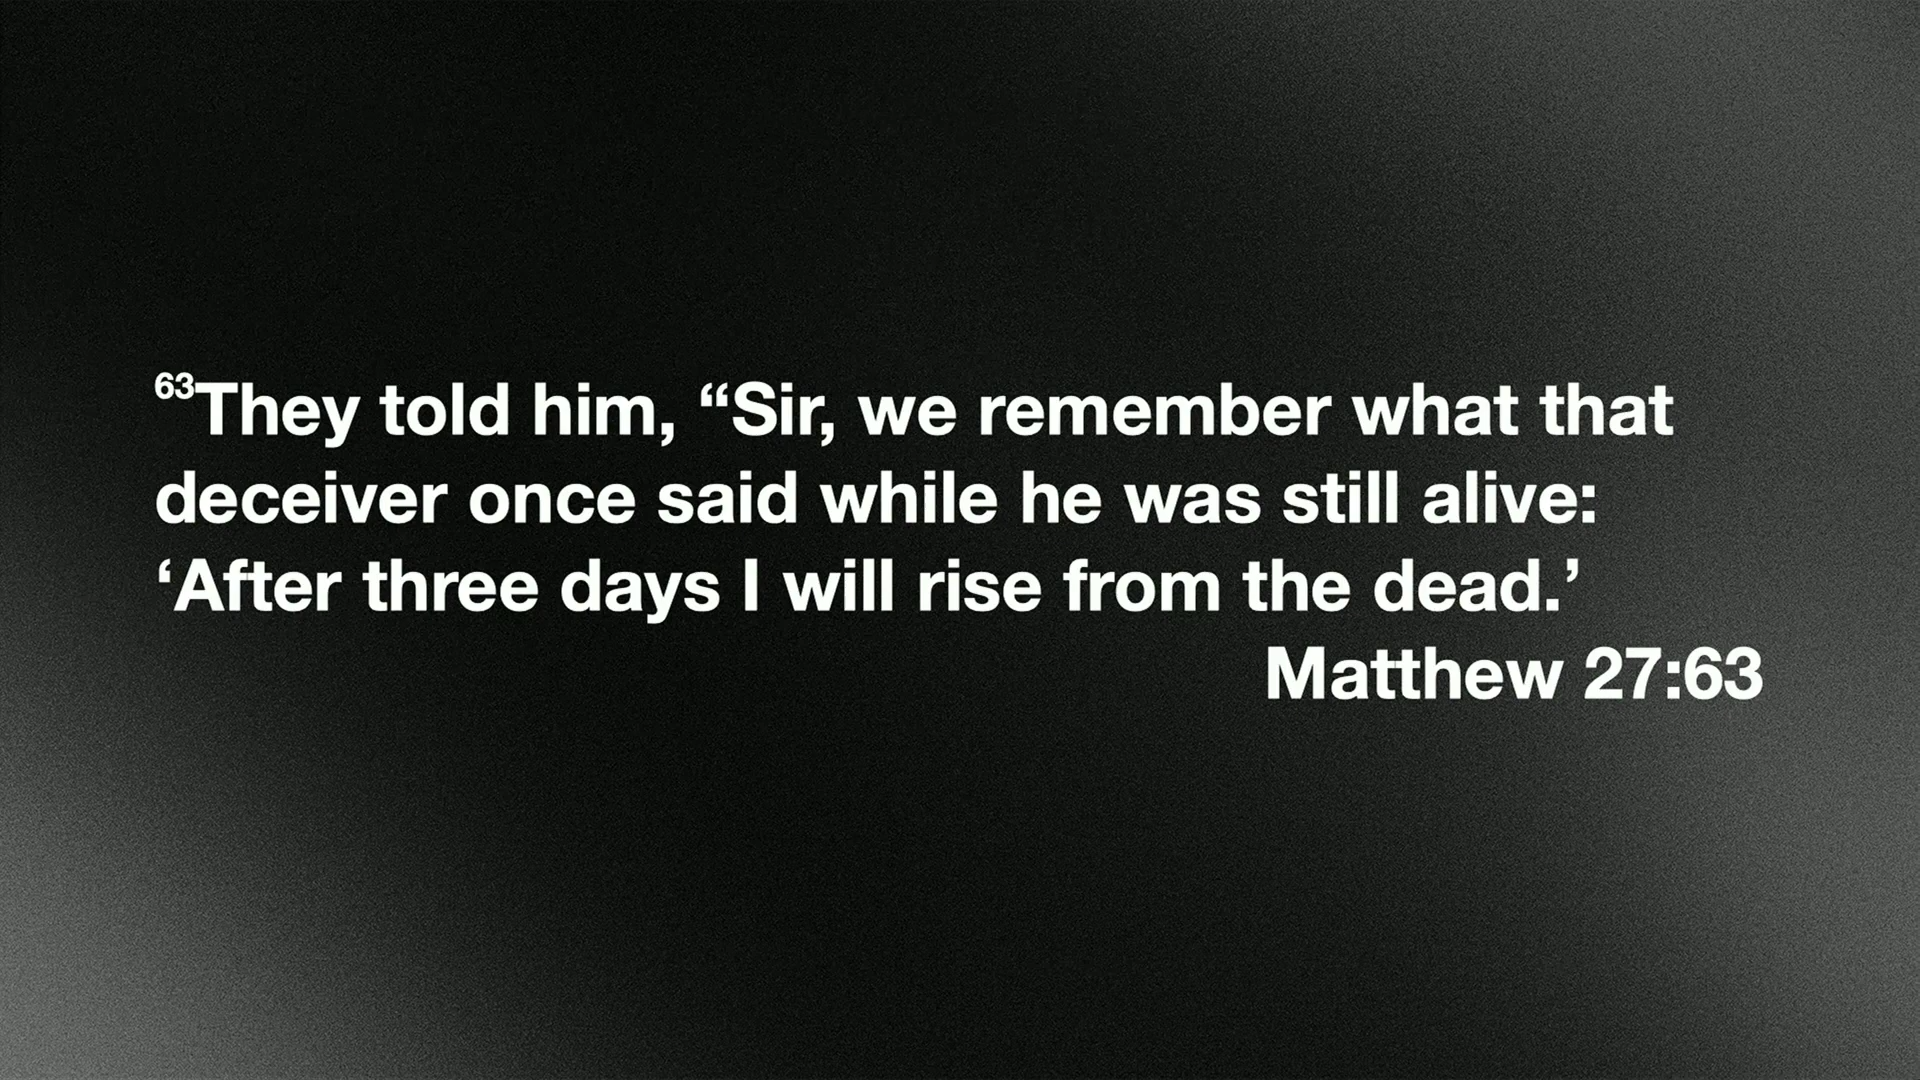 63They told him, “Sir, we remember what that
deceiver once said while he was still alive:
‘After three days I will rise from the dead.’
Matthew 27:63